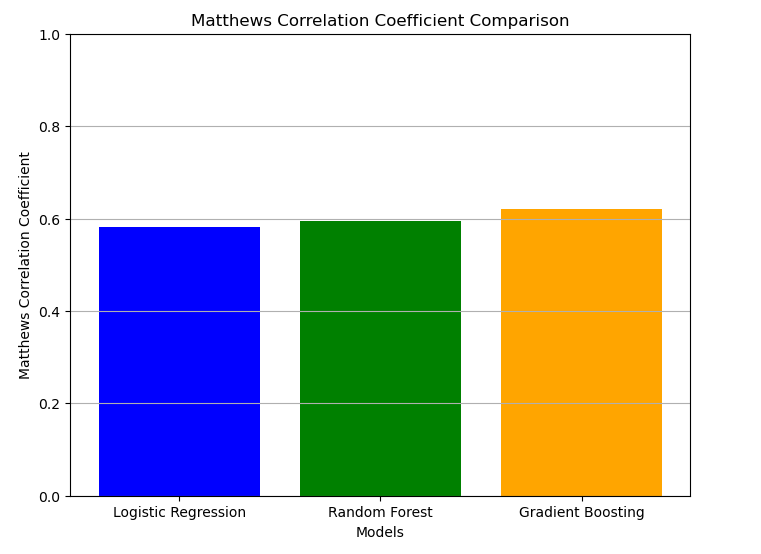 Matthews Correlation Coefficient Comparison
Matthews Correlation Coefficient
1.0
0.8
0.6
0.4
0.2
0.0
Logistic Regression
Random Forest
Gradient Boosting
Models